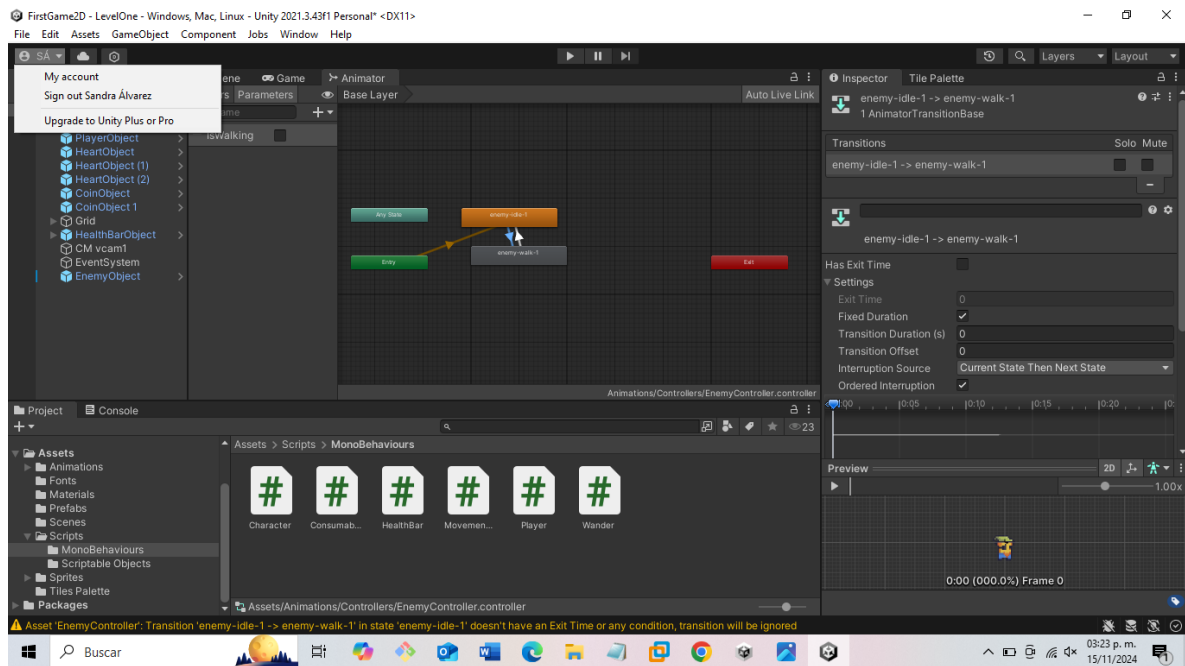 FirstGame2D - LevelOne - Windows, Mac, Linux - Unity 2021.3.43f1 Personal* <DX11>
File Edit Assets GameObject Component Jobs Window Help
SÁ
Layers
Layout
My account
Sign out Sandra Álvarez
Upgrade to Unity Plus or Pro
PlayerObject
HeartObject
HeartObject (1)
HeartObject (2)
CoinObject
CoinObject 1
Grid
HealthBarObject
CM vcam1
EventSystem
EnemyObject
Game
Animator
Parameters
Base Layer
Auto Live Link
IsWalking
Any State
enemy-idle-1
enemy-walk-1
Entry
Exit
Animations/Controllers/EnemyController.controller
Inspector
Tile Palette
enemy-idle-1 -> enemy-walk-1
1 AnimatorTransitionBase
Transitions Solo Mute
enemy-idle-1 -> enemy-walk-1
enemy-idle-1 -> enemy-walk-1
Has Exit Time
Settings
Exit Time 0
Fixed Duration
Transition Duration (s) 0
Transition Offset 0
Interruption Source Current State Then Next State
Ordered Interruption
0:05 0:10 0:15 0:20
Preview 2D
1.00x
0:00 (000.0%) Frame 0
Project
Console
23
Assets
Animations
Fonts
Materials
Prefabs
Scenes
Scripts
MonoBehaviours
Scriptable Objects
Sprites
Tiles Palette
Packages
Assets > Scripts > MonoBehaviours
Character Consumab... HealthBar Movemen... Player Wander
Assets/Animations/Controllers/EnemyController.controller
Asset 'EnemyController': Transition 'enemy-idle-1 -> enemy-walk-1' in state 'enemy-idle-1' doesn't have an Exit Time or any condition, transition will be ignored
Buscar
03:23 p. m.
15/11/2024
1